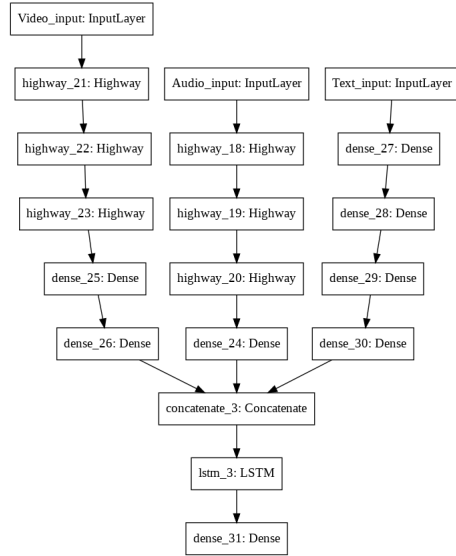 Video_input: InputLayer
highway_21: Highway
Audio_input: InputLayer
Text_input: InputLayer
highway_22: Highway
highway_18: Highway
dense_27: Dense
highway_23: Highway
highway_19: Highway
dense_28: Dense
dense_25: Dense
highway_20: Highway
dense_29: Dense
dense_26: Dense
dense_24: Dense
dense_30: Dense
concatenate_3: Concatenate
lstm_3: LSTM
dense_31: Dense